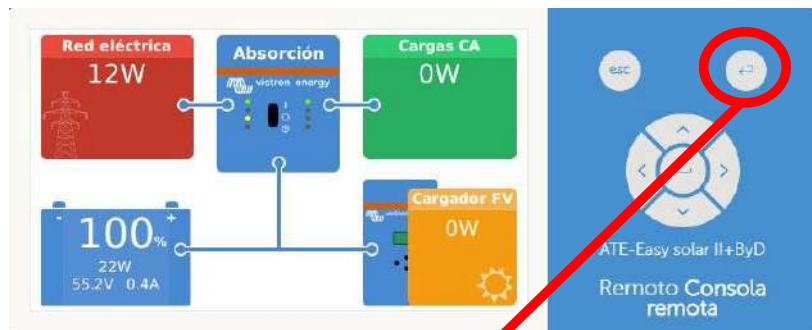 Red eléctrica
12W
Absorción
victron energy
Cargas CA
0W
esc
- +
100%
22W
55.2V 0.4A
Cargador FV
0W
ATE-Easy solar II+ByD
Remoto Consola
remota